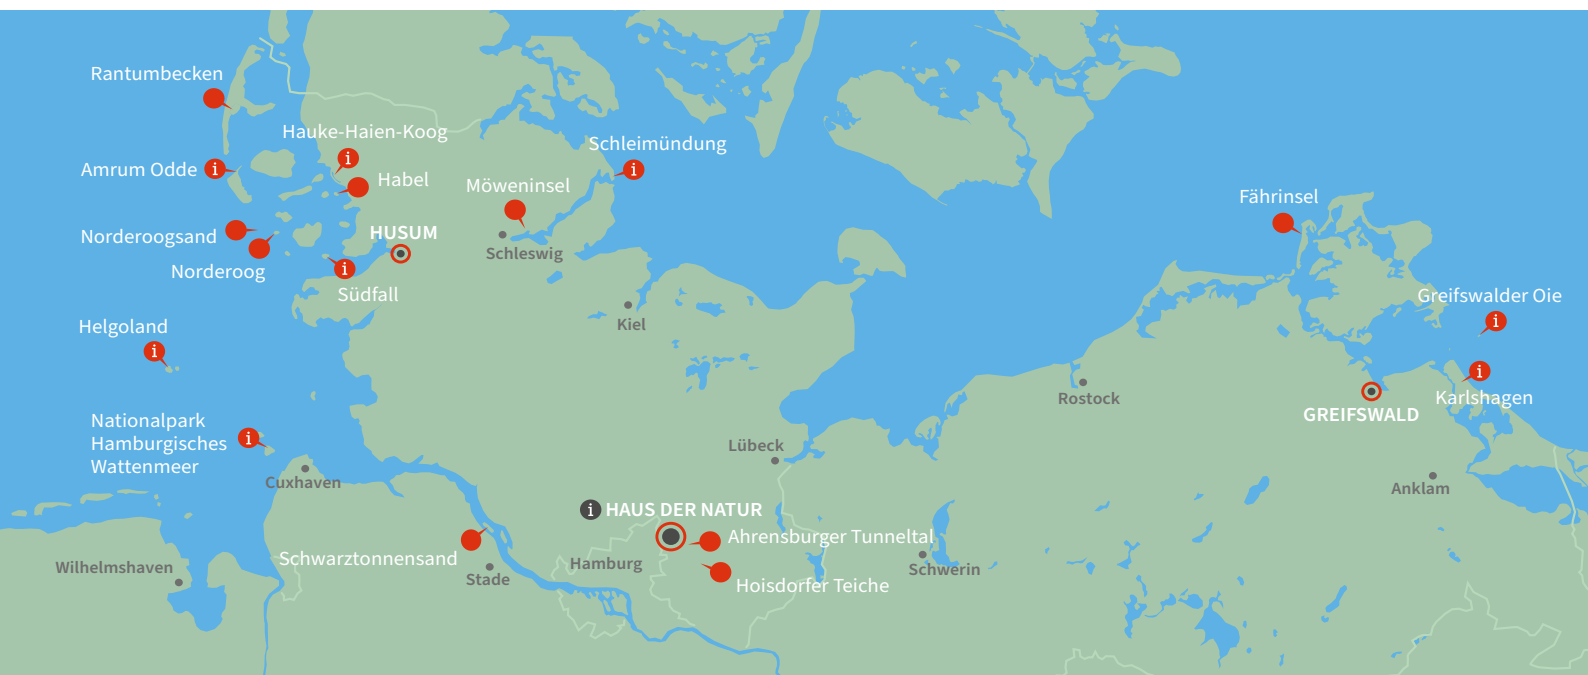 Rantumbecken
Hauke-Haien-Koog
Schleimündung
Amrum Odde
i
i
i
Habel
Möweninsel
Fährinsel
Norderoogsand
HUSUM
Schleswig
Norderoog
i
Südfall
Greifswalder Oie
i
Kiel
Helgoland
i
i
Karlshagen
Rostock
GREIFSWALD
Nationalpark
Hamburgisches
Wattenmeer
i
Lübeck
Cuxhaven
Anklam
i HAUS DER NATUR
Ahrensburger Tunneltal
Schwarztonnensand
Hamburg
Schwerin
Wilhelmshaven
Stade
Hoisdorfer Teiche